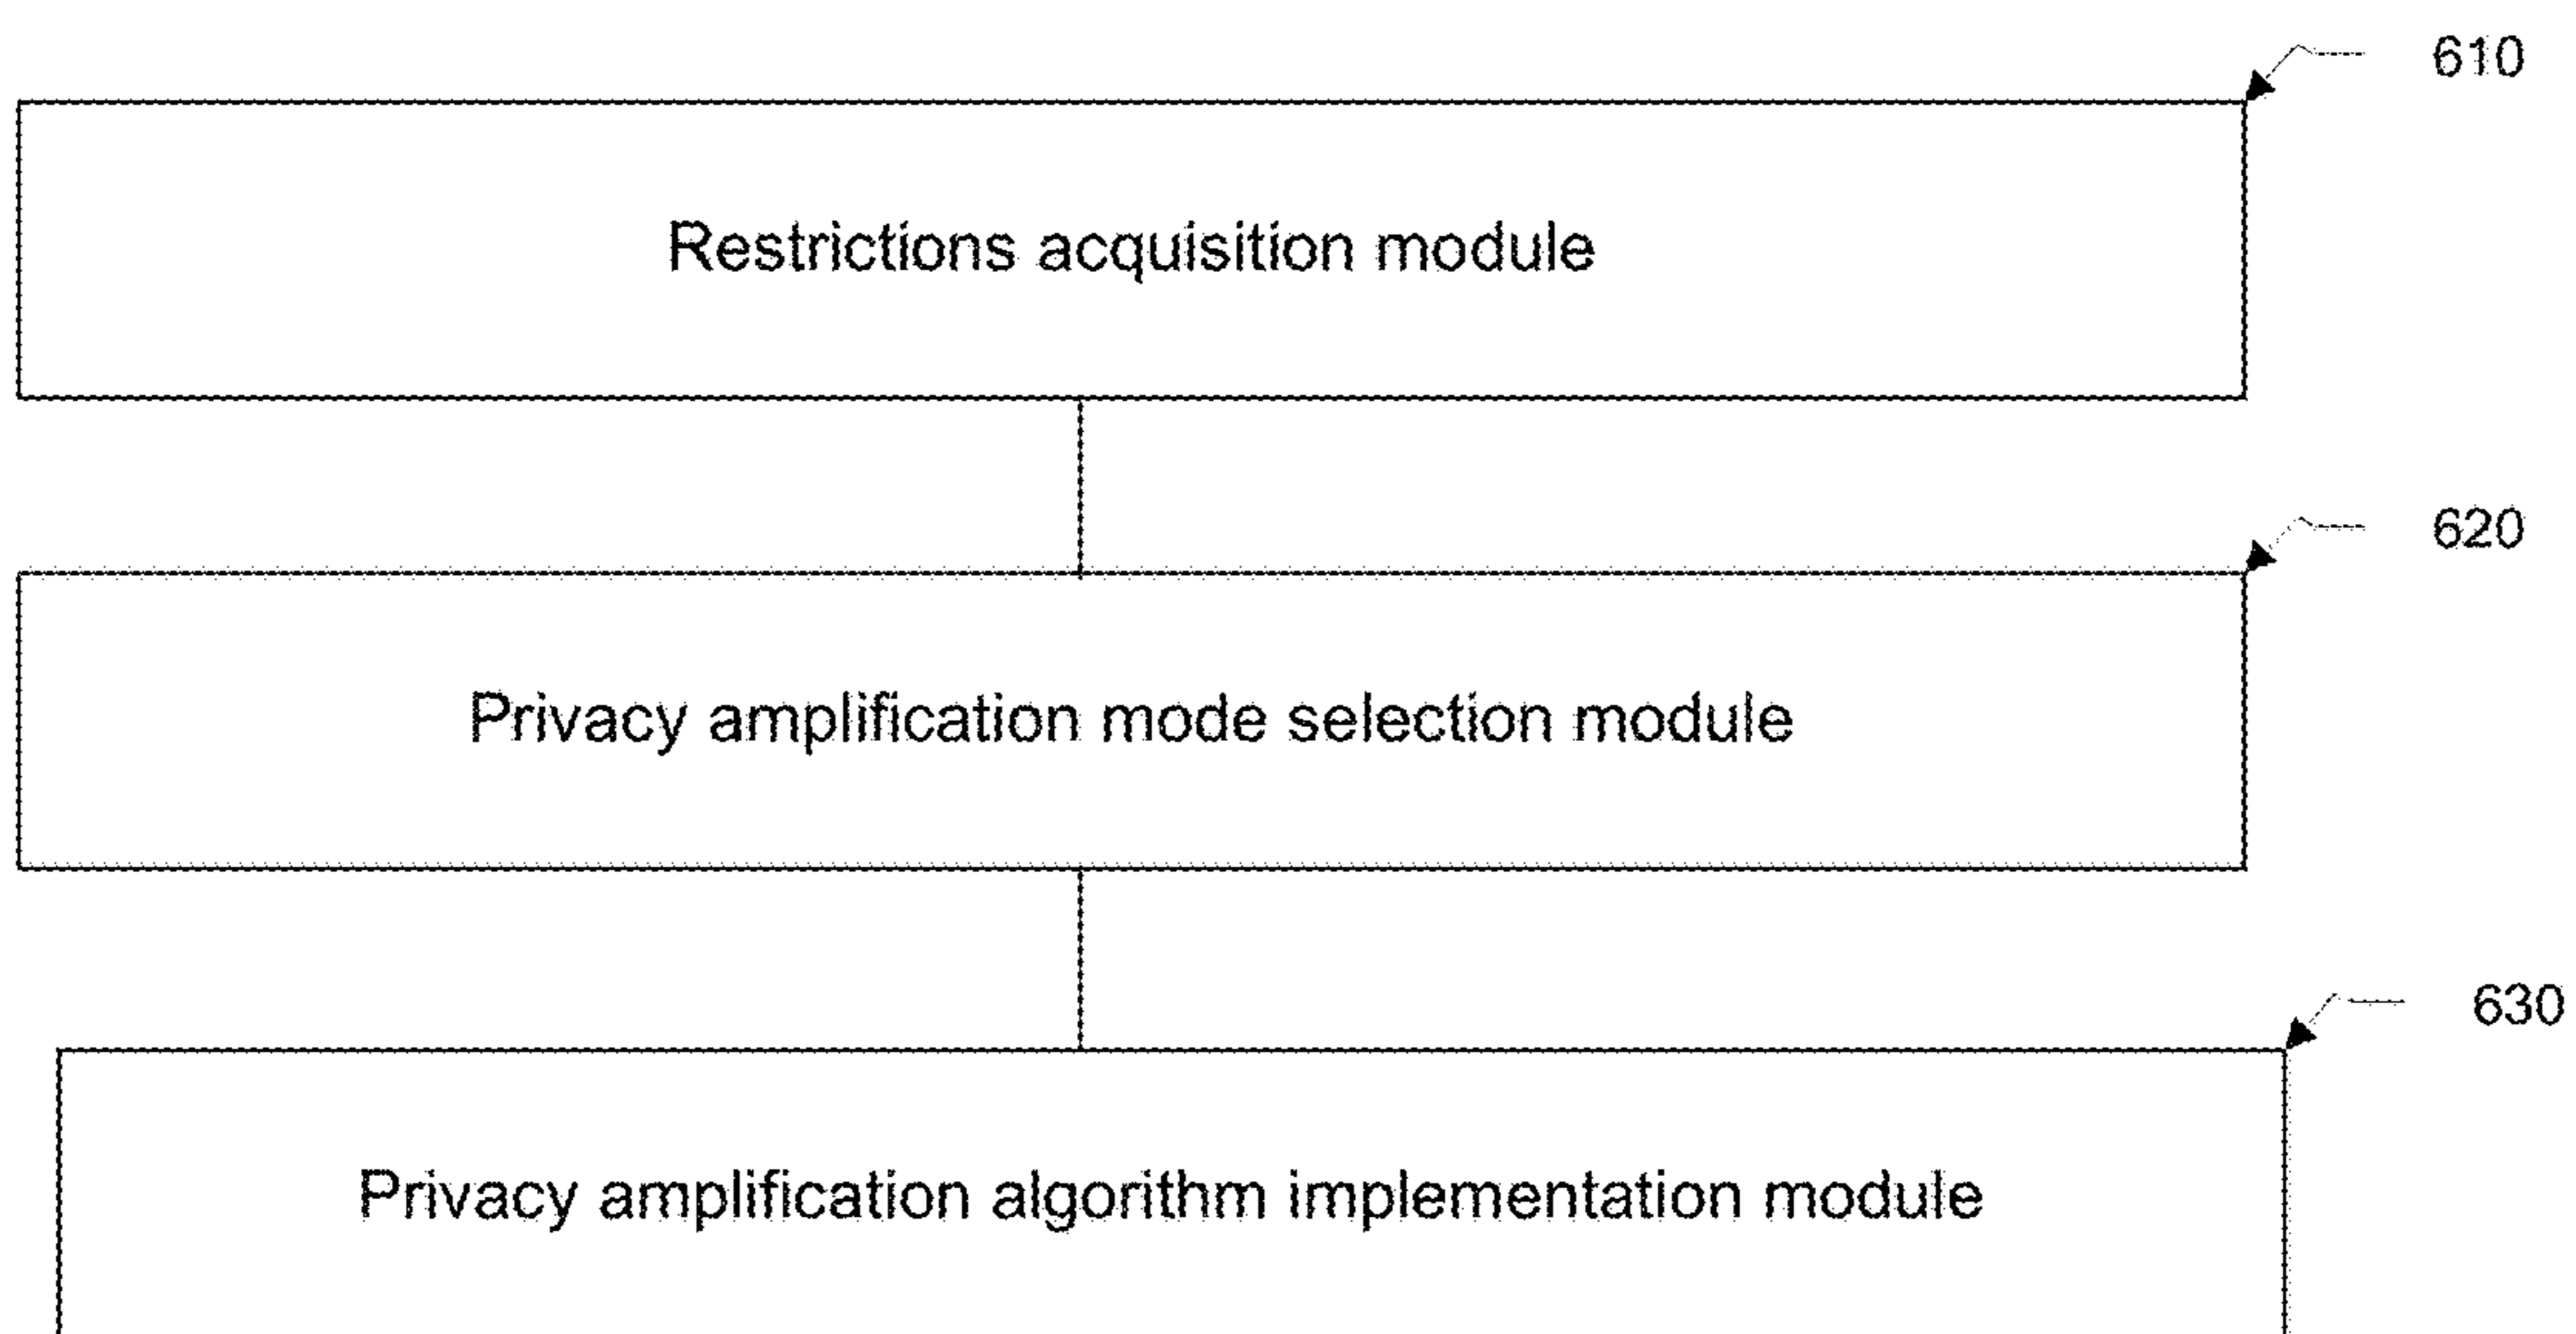 610
Restrictions acquisition module
620
Privacy amplification mode selection module
630
Privacy amplification algorithm implementation module